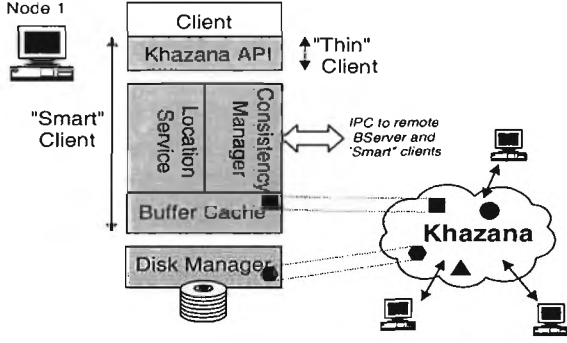 Node 1
Client
Khazana API
"Thin"
Client
"Smart"
Client
Location
Service
Consistency
Manager
IPC to remote
BServer and
"Smart" clients
Buffer Cache
Khazana
Disk Manager